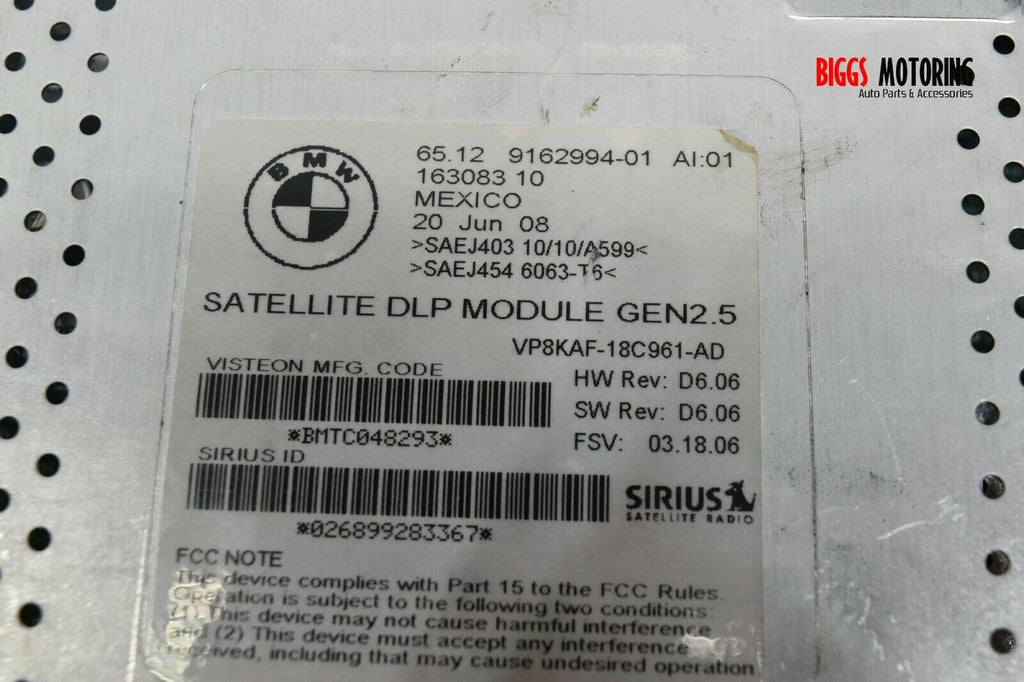 BIGGS MOTORING
Auto Parts & Accessories
BMW
65.12 9162994-01 AI:01
163083 10
MEXICO
20 Jun 08
>SAEJ403 10/10/A599<
>SAEJ454 6063-T6<
SATELLITE DLP MODULE GEN2.5
VP8KAF-18C961-AD
VISTEON MFG. CODE
HW Rev: D6.06
SW Rev: D6.06
*BMTC048293*
FSV: 03.18.06
SIRIUS ID
SIRIUS
SATELLITE RADIO
*026899283367*
FCC NOTE
This device complies with Part 15 to the FCC Rules.
Operation is subject to the following two conditions:
(1) This device may not cause harmful interference
and (2) This device must accept any interference
received, including that may cause undesired operation